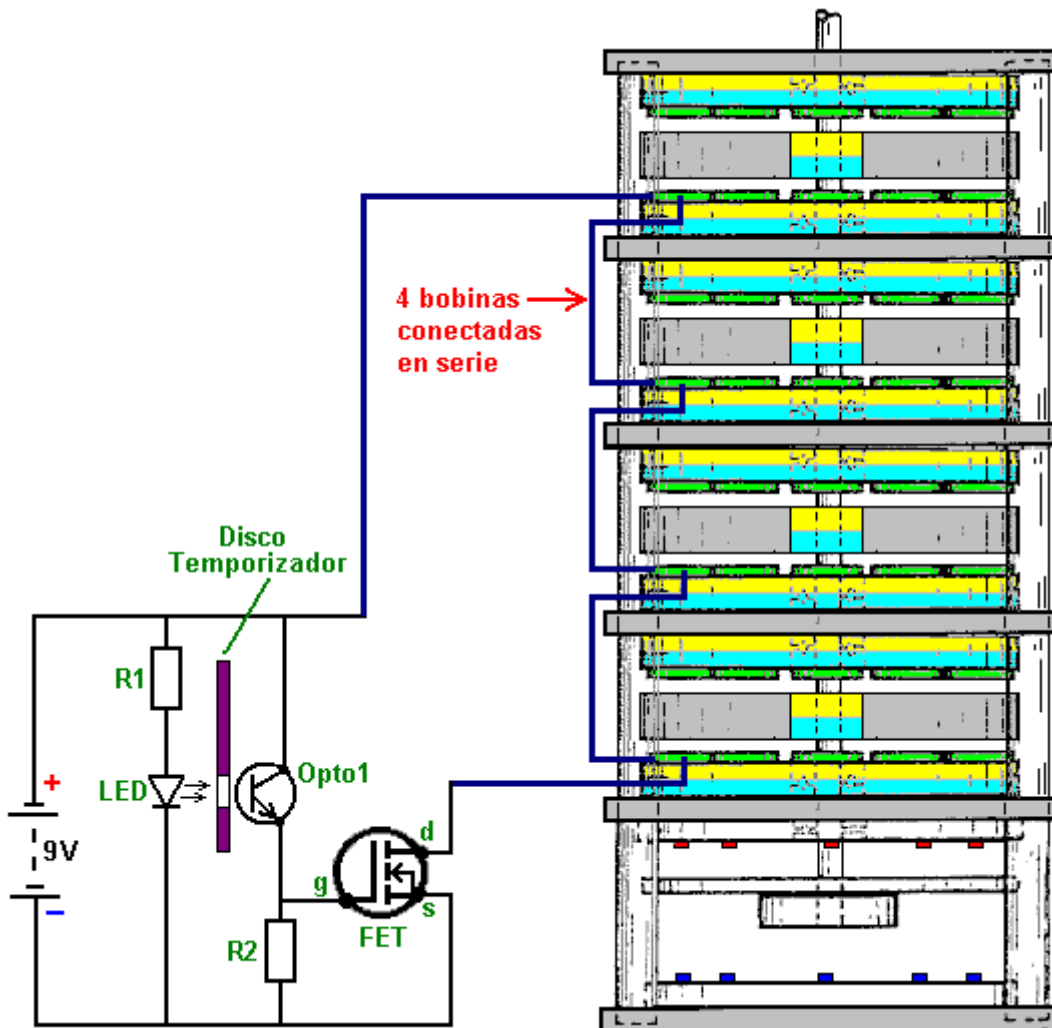 4 bobinas
conectadas
en serie
Disco
Temporizador
R1
LED
Opto1
+
9V
–
d
g
s
FET
R2